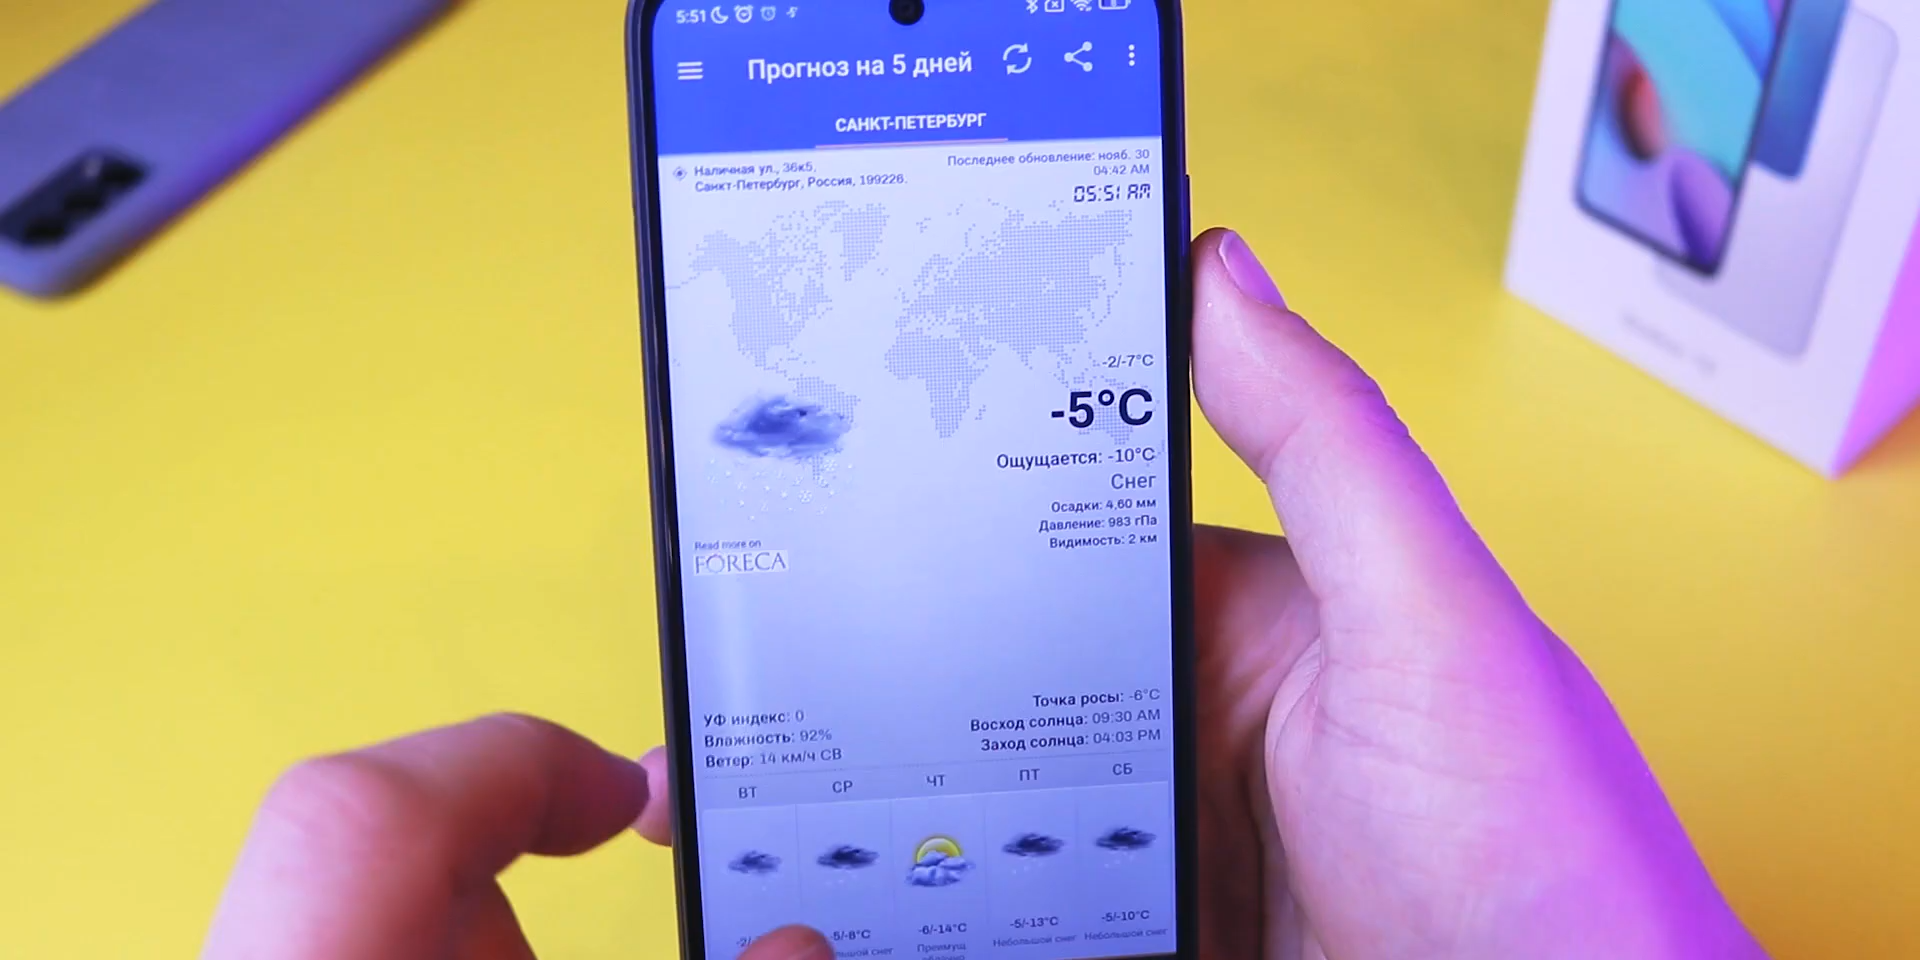 5:51
Прогноз на 5 дней
САНКТ-ПЕТЕРБУРГ
Наличная ул., 36к5,
Санкт-Петербург, Россия, 199226.
Последнее обновление: нояб. 30
04:42 AM
05:51 AM
-2/-7°C
-5°C
Ощущается: -10°C
Снег
Осадки: 4,60 мм
Давление: 983 гПа
Видимость: 2 км
Read more on
FORECA
УФ индекс: 0
Влажность: 92%
Ветер: 14 км/ч СВ
Точка росы: -6°C
Восход солнца: 09:30 AM
Заход солнца: 04:03 PM
ВТ СР ЧТ ПТ СБ
-2/ -5/-8°C -6/-14°C -5/-13°C -5/-10°C
снег Преимущ. Небольшой снег Небольшой снег